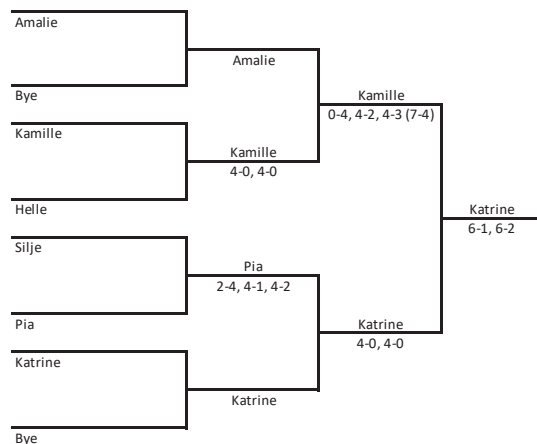 Amalie
Amalie
Bye
Kamille
0-4, 4-2, 4-3 (7-4)
Kamille
Kamille
4-0, 4-0
Helle
Katrine
6-1, 6-2
Silje
Pia
2-4, 4-1, 4-2
Pia
Katrine
4-0, 4-0
Katrine
Katrine
Bye